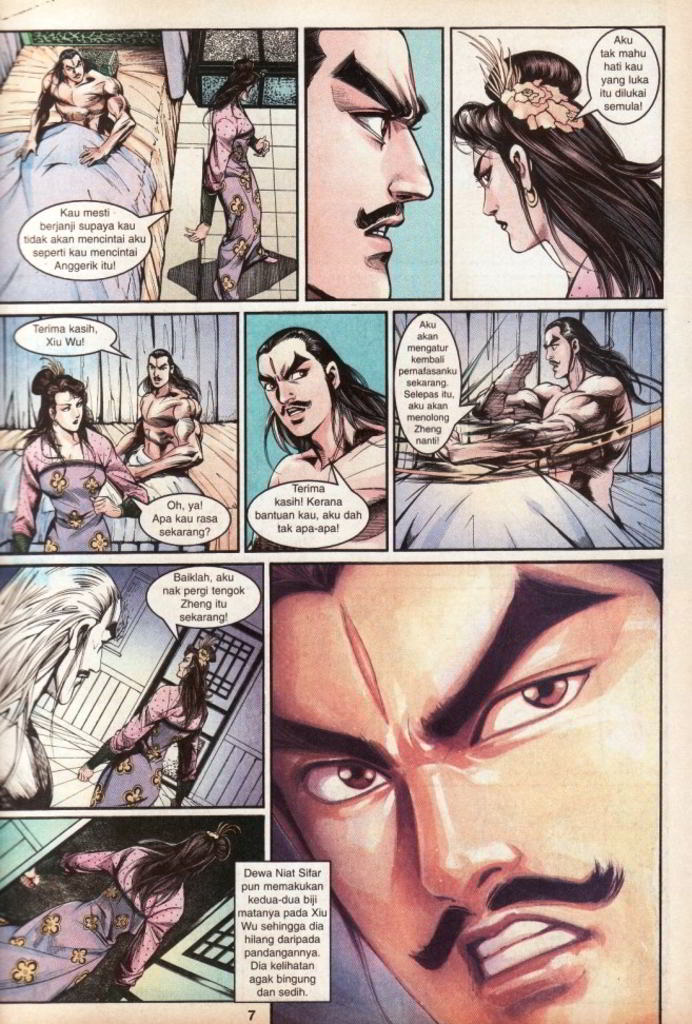 Kau mesti
berjanji supaya kau
tidak akan mencintai aku
seperti kau mencintai
Anggerik itu!
Aku
tak mahu
hati kau
yang luka
itu dilukai
semula!
Terima kasih,
Xiu Wu!
Oh, ya!
Apa kau rasa
sekarang?
Terima
kasih! Kerana
bantuan kau, aku dah
tak apa-apa!
Aku
akan
mengatur
kembali
pernafasanku
sekarang.
Selepas itu,
aku akan
menolong
Zheng
nanti!
Baiklah, aku
nak pergi tengok
Zheng itu
sekarang!
Dewa Niat Sifar
pun memakukan
kedua-dua biji
matanya pada Xiu
Wu sehingga dia
hilang daripada
pandangannya.
Dia kelihatan
agak bingung
dan sedih.
7